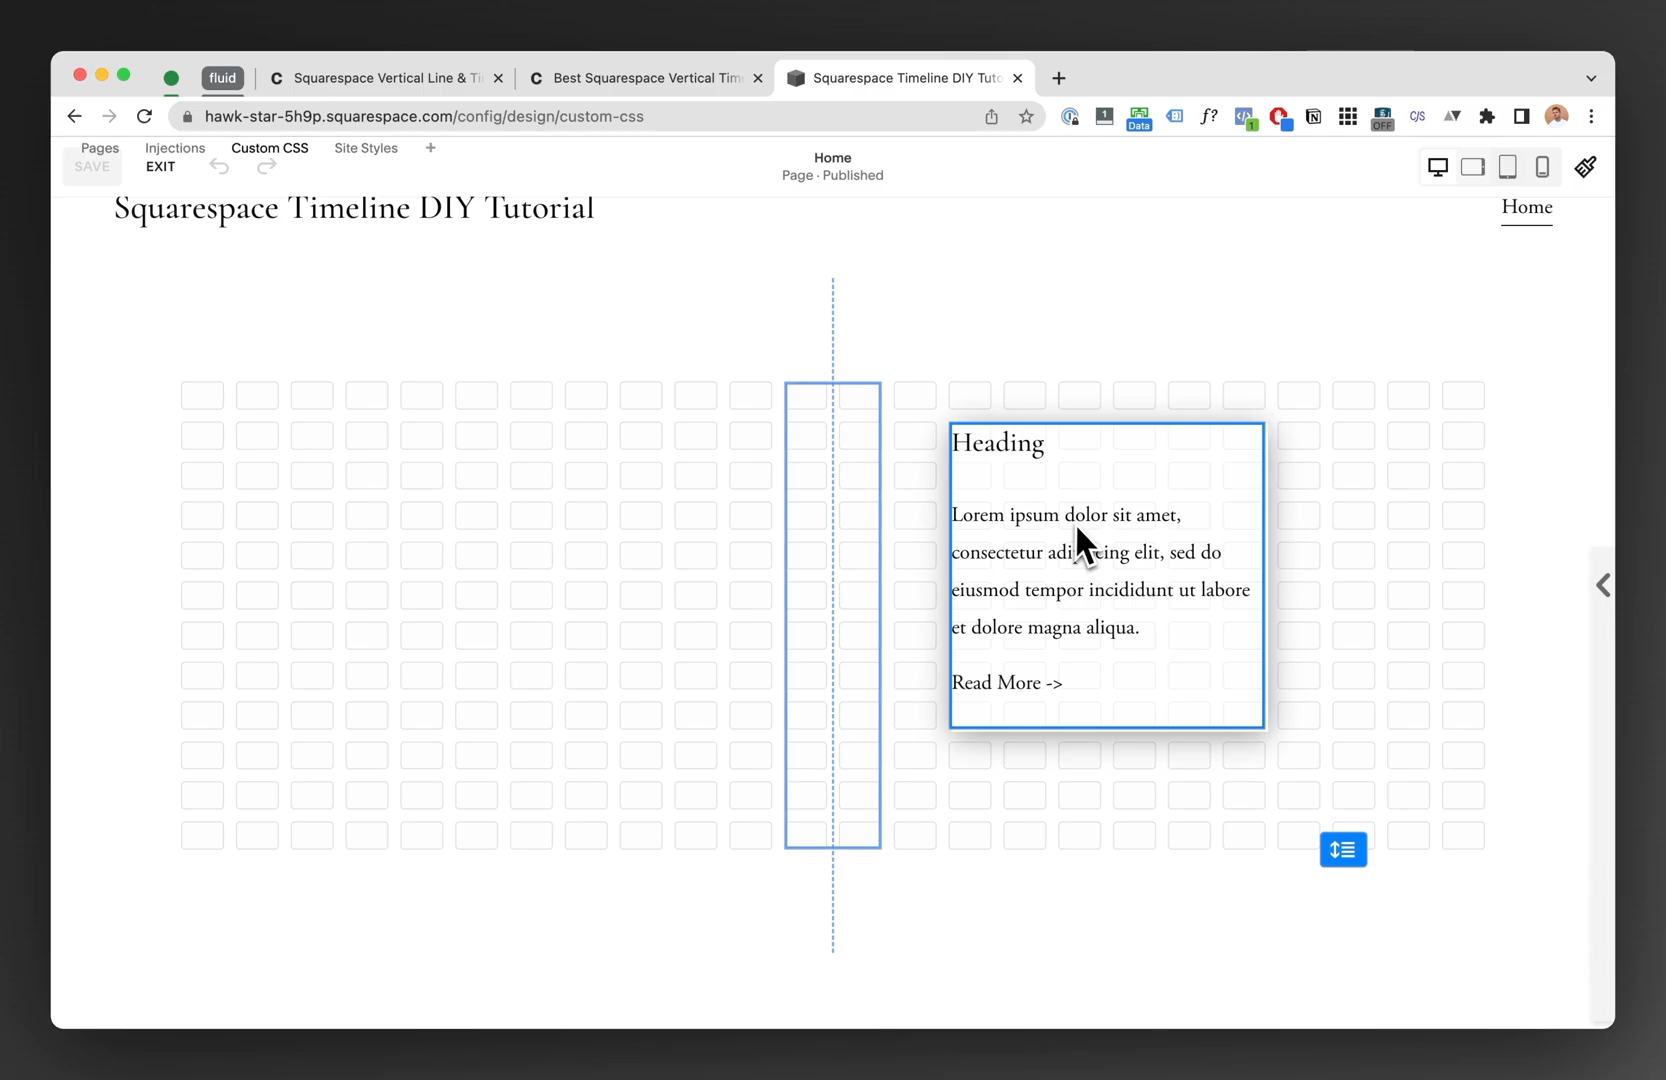 fluid
Squarespace Vertical Line & Ti
Best Squarespace Vertical Tim
Squarespace Timeline DIY Tuto
hawk-star-5h9p.squarespace.com/config/design/custom-css
1
Data
f?
1
OFF
C/S
Pages
Injections
Custom CSS
Site Styles
+
SAVE
EXIT
Home
Page · Published
Squarespace Timeline DIY Tutorial
Home
Heading
Lorem ipsum dolor sit amet,
consectetur adi cing elit, sed do
eiusmod tempor incididunt ut labore
et dolore magna aliqua.
Read More ->